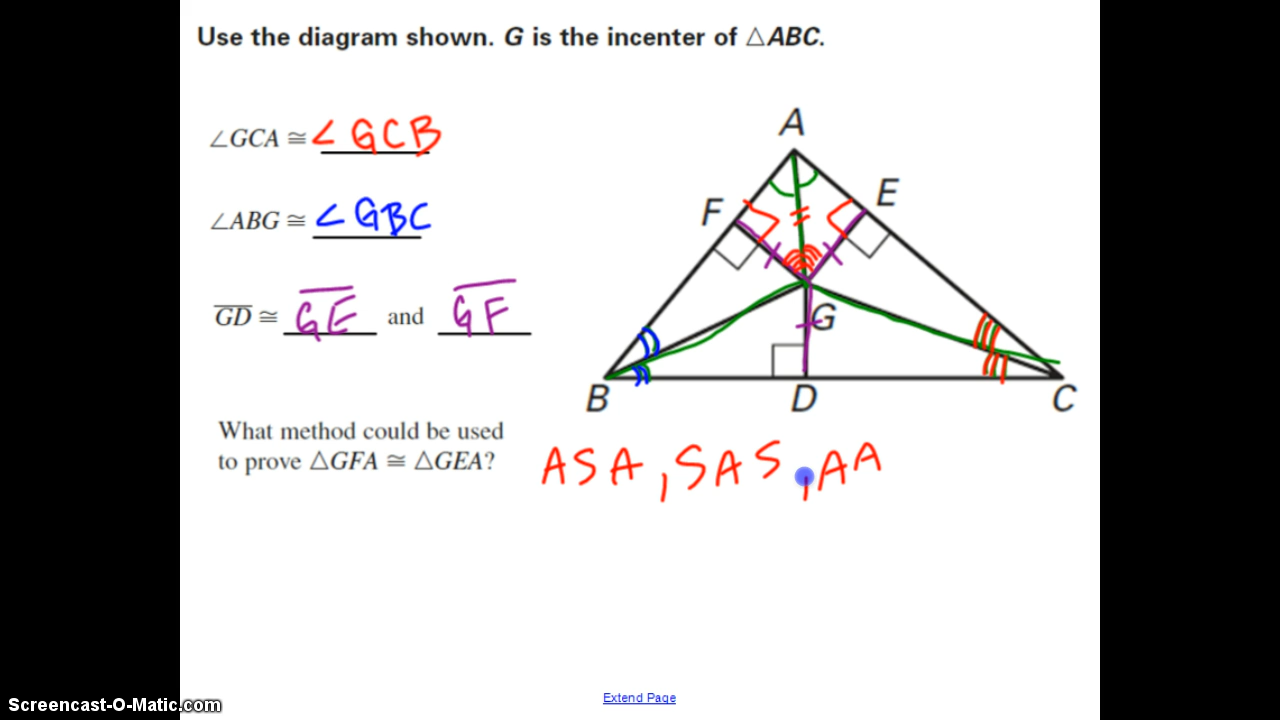 Use the diagram shown. G is the incenter of △ABC.
∠GCA ≅ ∠GCB
∠ABG ≅ ∠GBC
GD ≅ GE and GF
A
F
E
G
B
D
C
What method could be used
to prove △GFA ≅ △GEA?
ASA, SAS, AA
Extend Page
Screencast-O-Matic.com